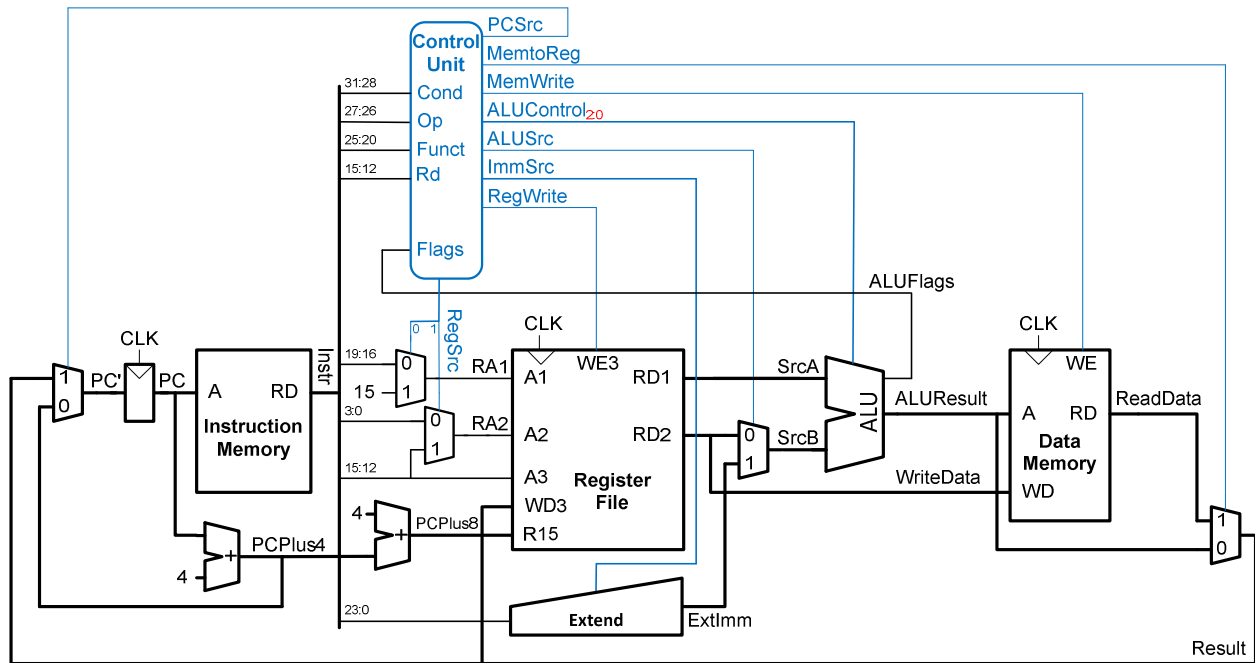 PCSrc
Control
Unit
MemtoReg
MemWrite
31:28
Cond
27:26
Op
ALUControl20
25:20
Funct
ALUSrc
15:12
Rd
ImmSrc
RegWrite
Flags
ALUFlags
0 1
RegSrc
CLK
CLK
CLK
Instr
19:16
0
RA1
A1
WE3
RD1
SrcA
WE
1
0
PC'
PC
A
RD
15
1
Instruction
Memory
3:0
0
1
RA2
A2
RD2
0
1
SrcB
ALU
ALUResult
A
RD
ReadData
Data
Memory
15:12
A3
Register
File
WriteData
WD
WD3
4
+
PCPlus8
R15
1
0
4
+
PCPlus4
23:0
Extend
ExtImm
Result